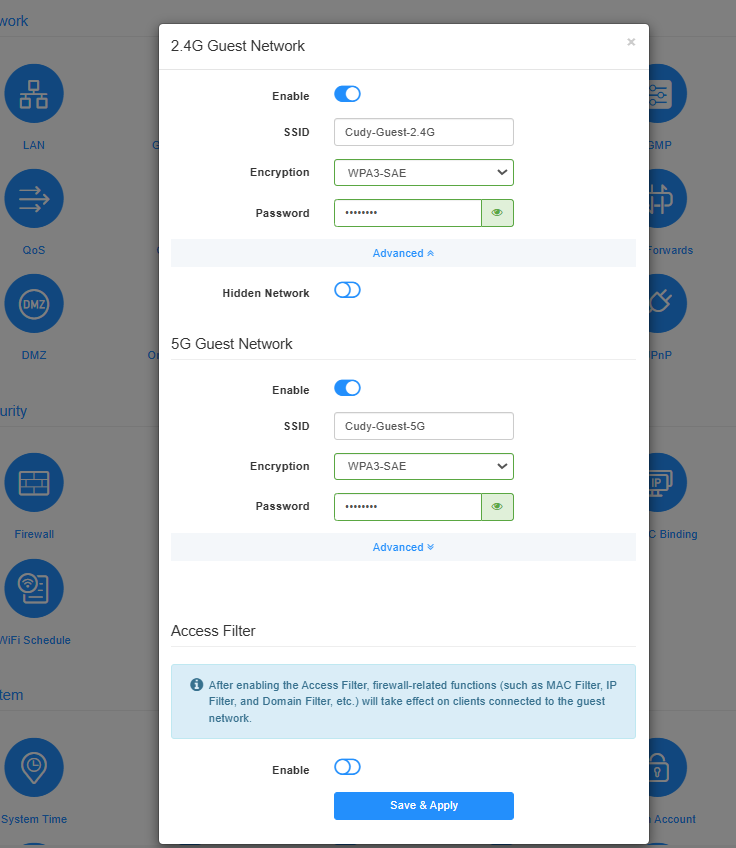 work
2.4G Guest Network
×
Enable
SSID
Cudy-Guest-2.4G
LAN
G
GMP
Encryption
WPA3-SAE
Password
••••••••
QoS
Forwards
Advanced
Hidden Network
DMZ
DMZ
On
PnP
5G Guest Network
Enable
urity
SSID
Cudy-Guest-5G
Encryption
WPA3-SAE
IP
Password
••••••••
Firewall
C Binding
Advanced
WiFi Schedule
Access Filter
After enabling the Access Filter, firewall-related functions (such as MAC Filter, IP
Filter, and Domain Filter, etc.) will take effect on clients connected to the guest
network.
tem
Enable
Save & Apply
System Time
Account